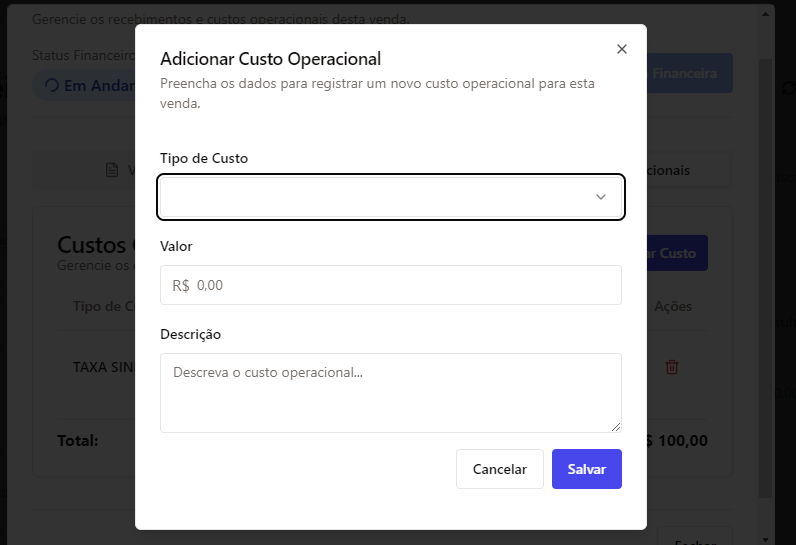 Gerencie os recebimentos e custos operacionais desta venda.
Status Financeiro
Em Andar
Financeira
cionais
Custos
Gerencie os
ar Custo
Tipo de C
Ações
TAXA SIN
Total:
$ 100,00
Fechar
Adicionar Custo Operacional
Preencha os dados para registrar um novo custo operacional para esta
venda.
Tipo de Custo
Valor
R$ 0,00
Descrição
Descreva o custo operacional...
Cancelar
Salvar